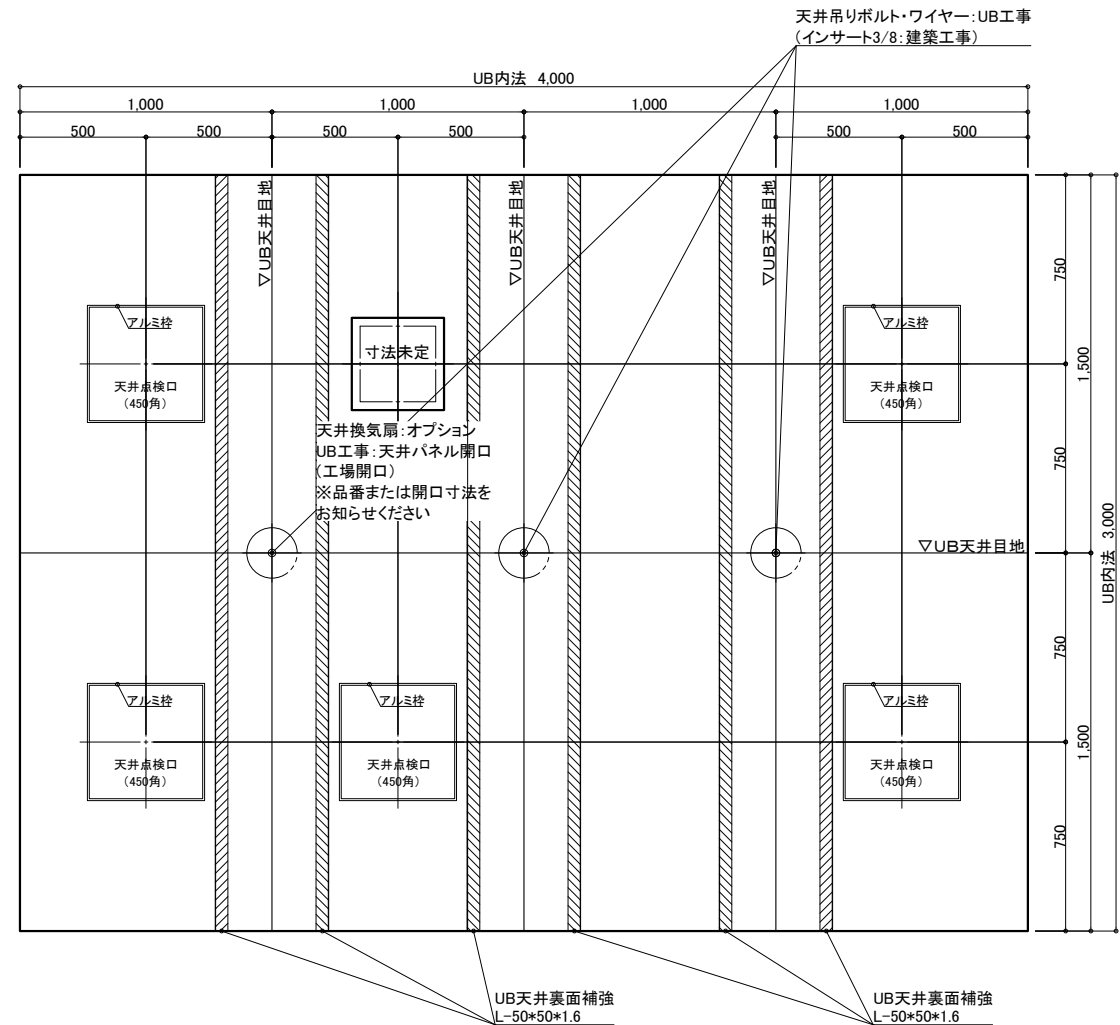 天井吊りボルト・ワイヤー:UB工事
(インサート3/8:建築工事)
UB内法 4,000
1,000
1,000
1,000
1,000
500
500
500
500
500
500
▽UB天井目地
▽UB天井目地
▽UB天井目地
750
1,500
750
UB内法 3,000
750
1,500
750
アルミ枠
天井点検口
(450角)
寸法未定
アルミ枠
天井点検口
(450角)
天井換気扇:オプション
UB工事:天井パネル開口
(工場開口)
※品番または開口寸法を
お知らせください
▽UB天井目地
アルミ枠
天井点検口
(450角)
アルミ枠
天井点検口
(450角)
アルミ枠
天井点検口
(450角)
UB天井裏面補強
L-50*50*1.6
UB天井裏面補強
L-50*50*1.6